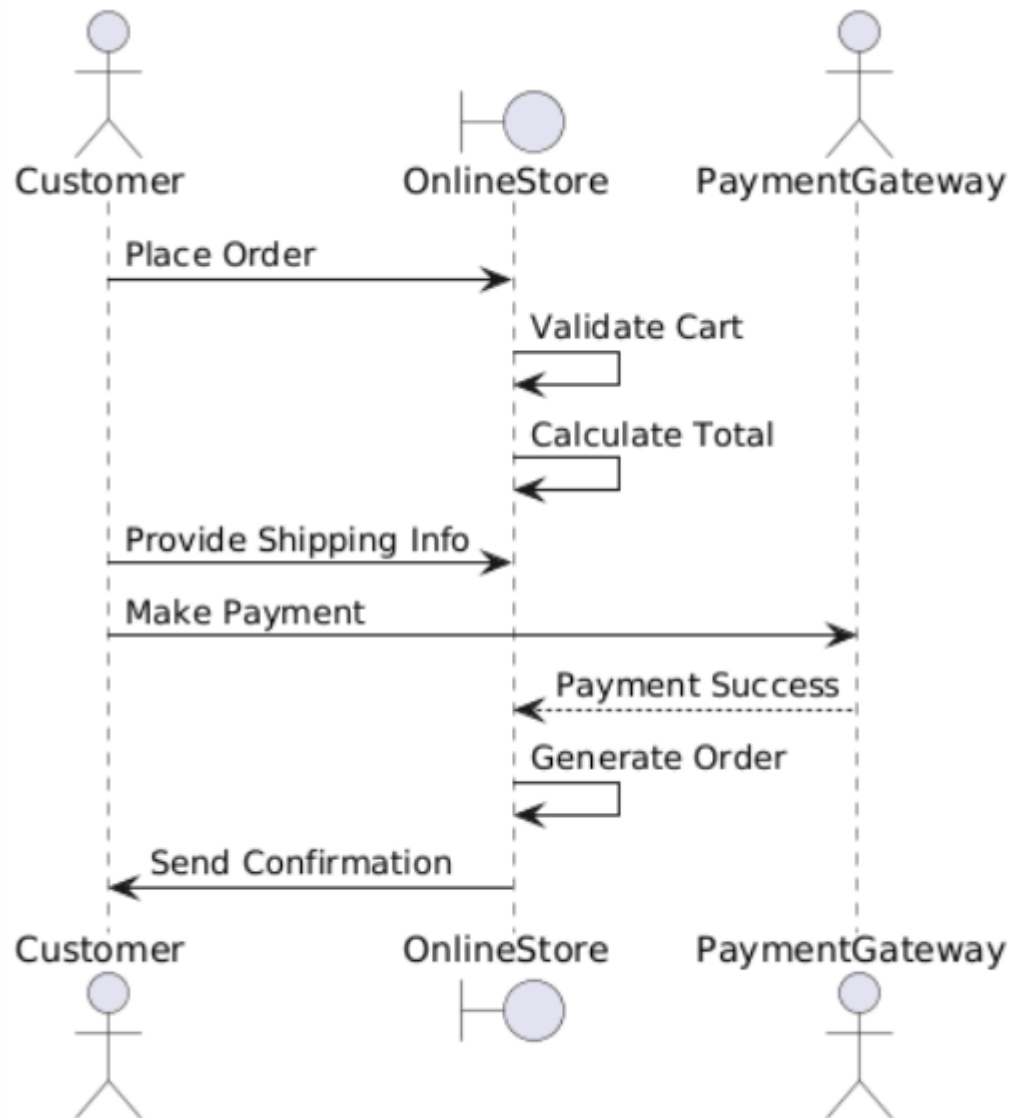 Customer
OnlineStore
PaymentGateway
Place Order
Validate Cart
Calculate Total
Provide Shipping Info
Make Payment
Payment Success
Generate Order
Send Confirmation
Customer
OnlineStore
PaymentGateway